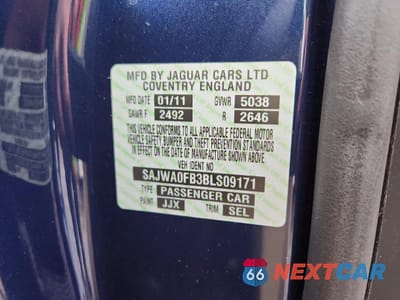 MFD BY JAGUAR CARS LTD
COVENTRY ENGLAND
MFD DATE 01/11 GVWR 5038
GAWR F 2492 R 2646
THIS VEHICLE CONFORMS TO ALL APPLICABLE FEDERAL MOTOR
VEHICLE SAFETY BUMPER AND THEFT PREVENTION STANDARDS
IN EFFECT ON THE DATE OF MANUFACTURE SHOWN ABOVE
VEH IDENT NO
SAJWA0FB3BLS09171
TYPE PASSENGER CAR
PAINT JJX TRIM SEL
66 NEXTCAR